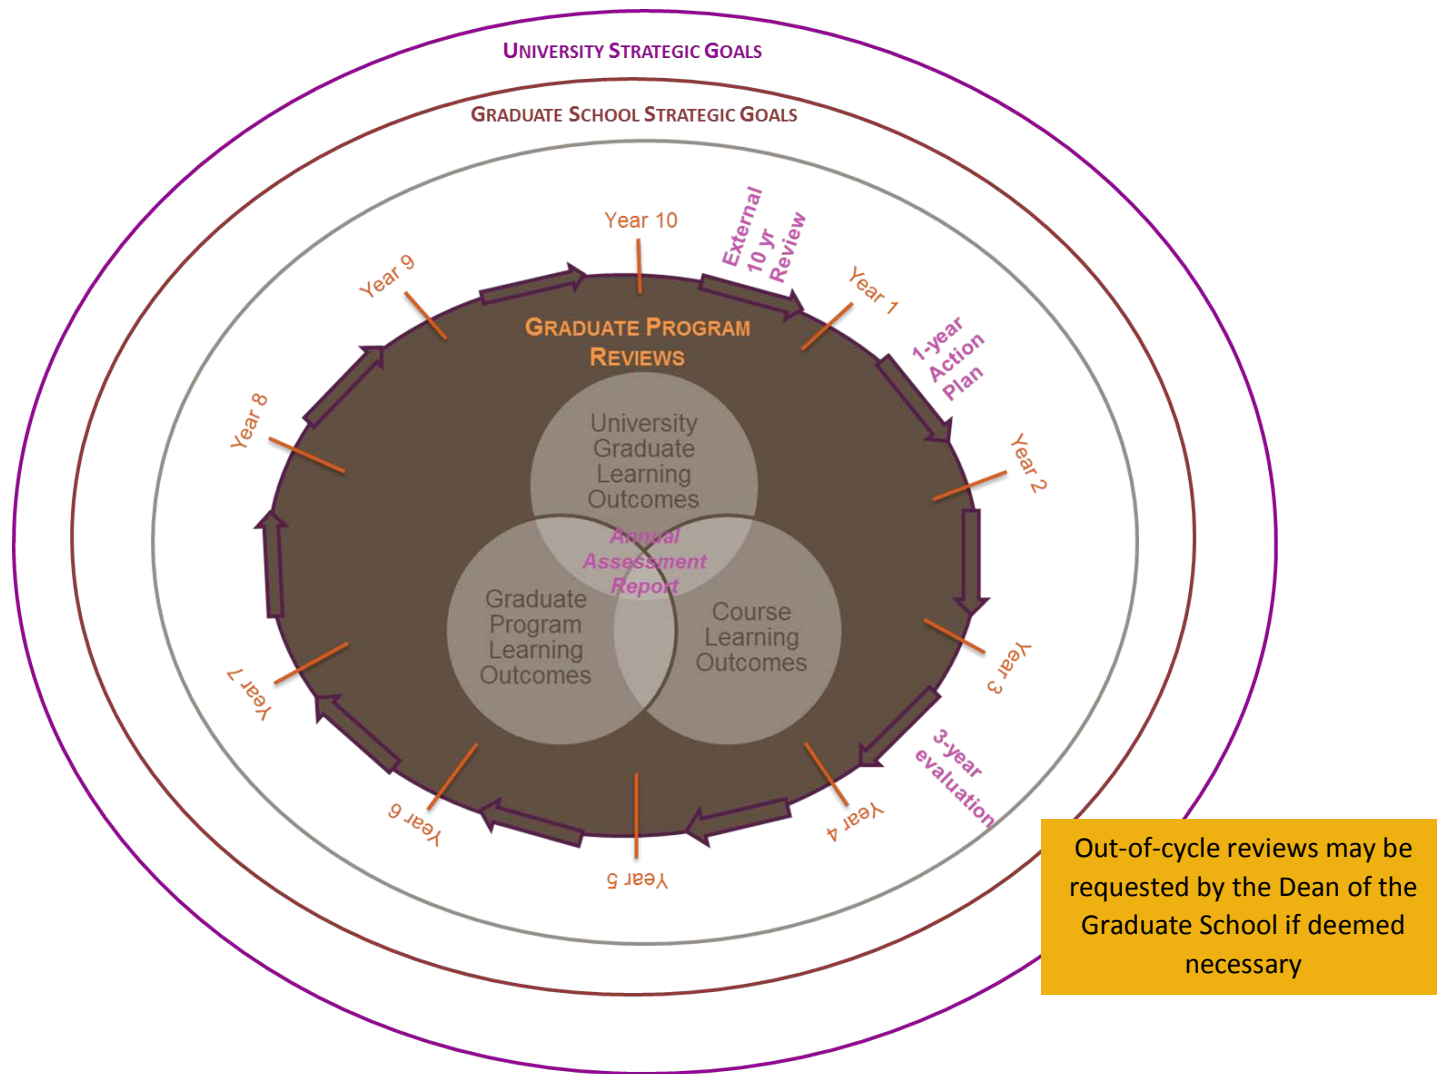 UNIVERSITY STRATEGIC GOALS
GRADUATE SCHOOL STRATEGIC GOALS
Year 10
External
10 yr
Review
Year 1
1-year
Action
Plan
Year 2
Year 3
3-year
evaluation
Year 4
Year 5
Year 6
Year 7
Year 8
Year 9
GRADUATE PROGRAM
REVIEWS
University
Graduate
Learning
Outcomes
Annual
Assessment
Report
Graduate
Program
Learning
Outcomes
Course
Learning
Outcomes
Out-of-cycle reviews may be
requested by the Dean of the
Graduate School if deemed
necessary